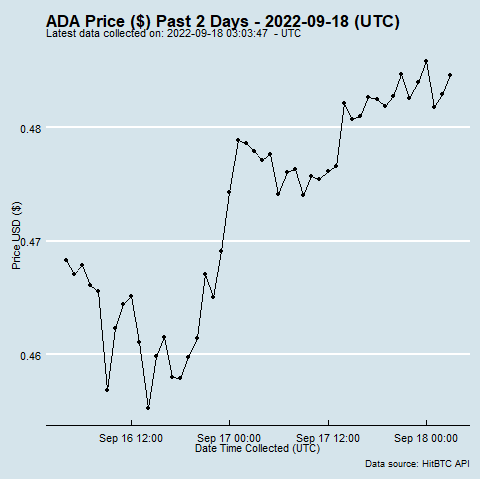 ADA Price ($) Past 2 Days - 2022-09-18 (UTC)
Latest data collected on: 2022-09-18 03:03:47 - UTC
0.48
0.47
0.46
Price USD ($)
Sep 16 12:00
Sep 17 00:00
Sep 17 12:00
Sep 18 00:00
Date Time Collected (UTC)
Data source: HitBTC API